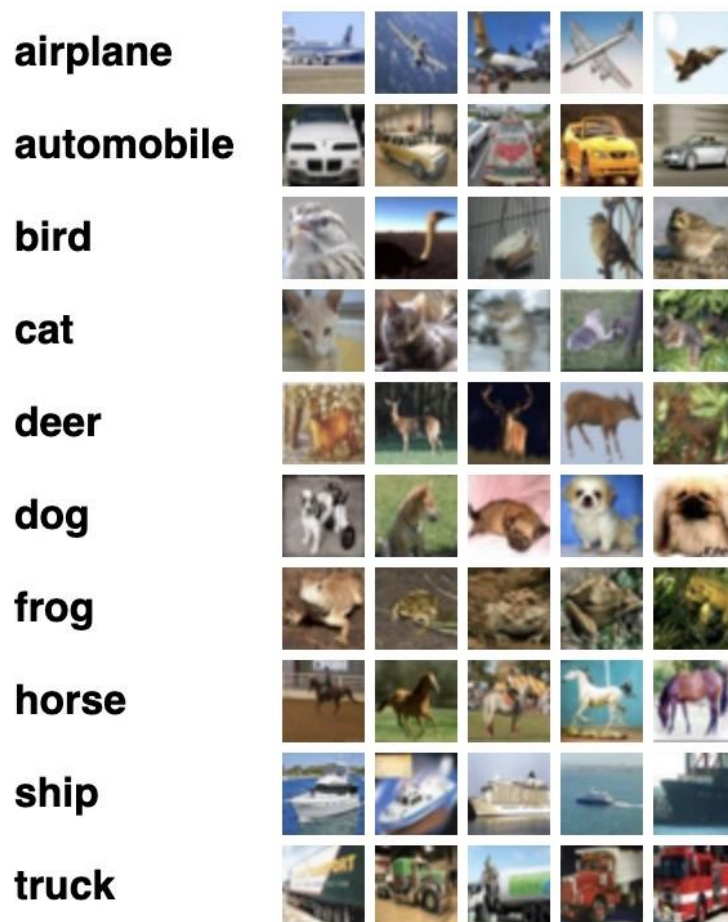 airplane
automobile
bird
cat
deer
dog
frog
horse
ship
truck